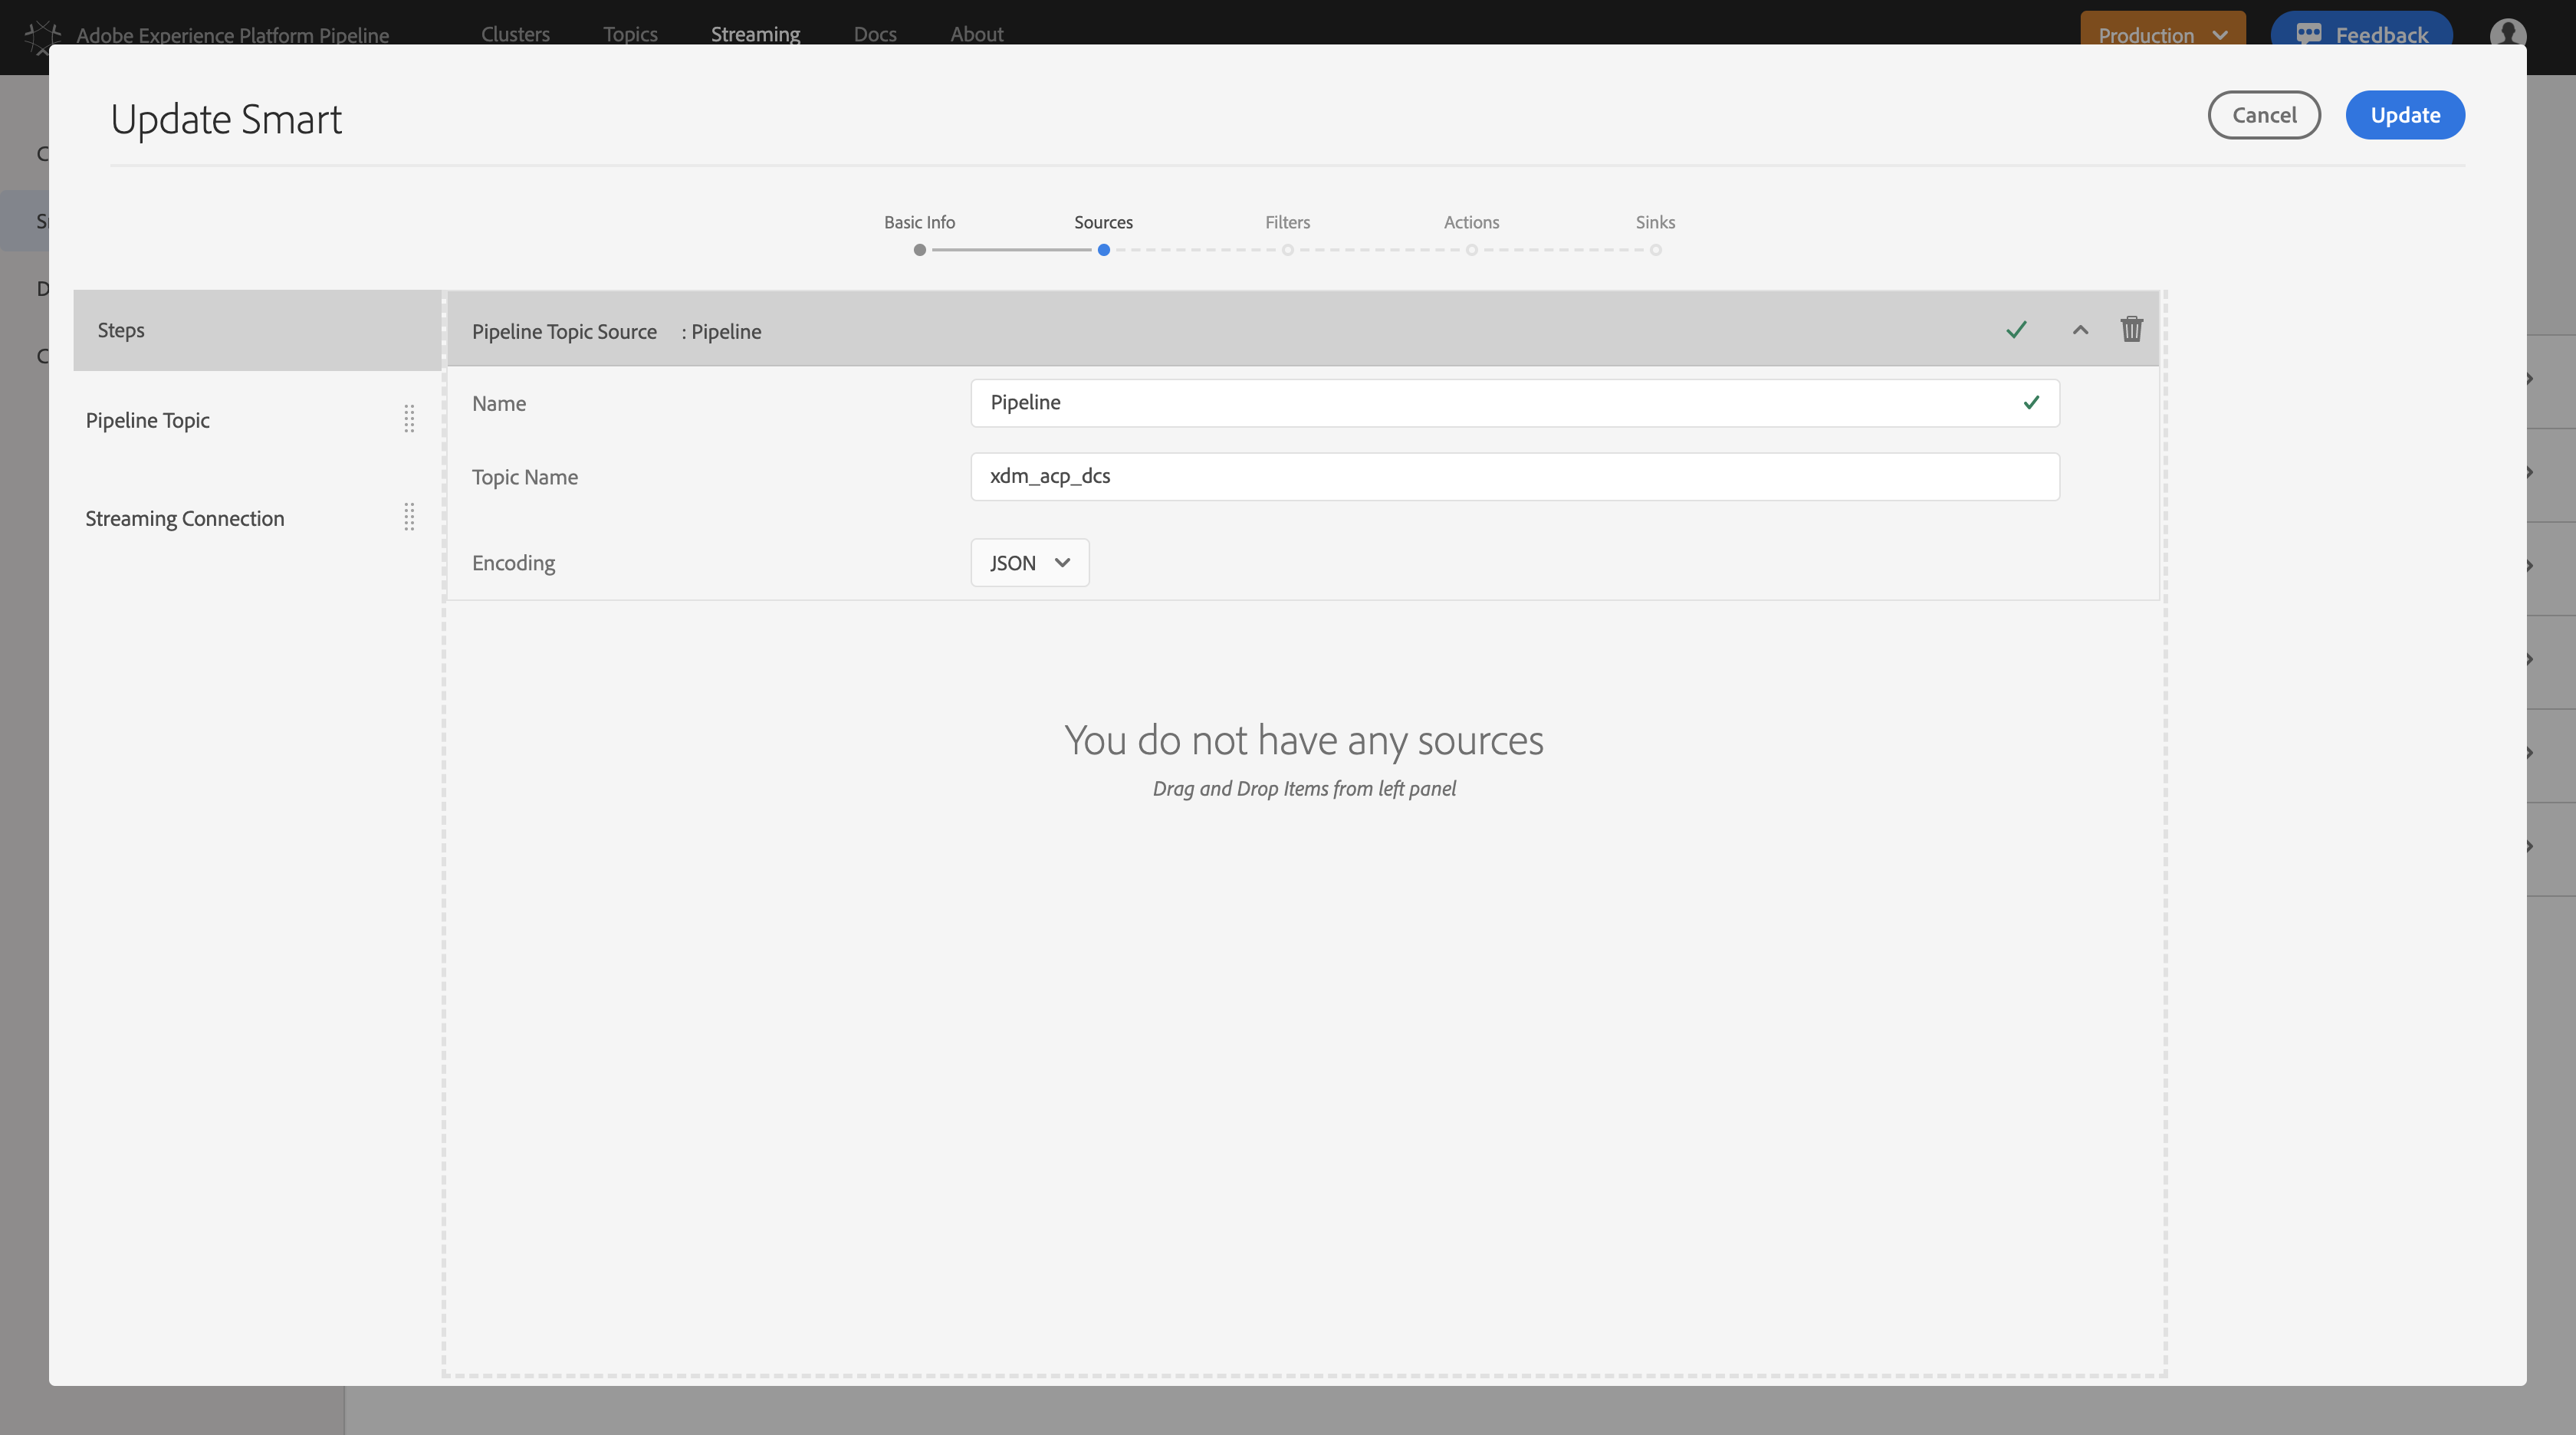 Adobe Experience Platform Pipeline Clusters Topics Streaming Docs About Production Feedback
Update Smart Cancel Update
Basic Info Sources Filters Actions Sinks
Steps
Pipeline Topic Source : Pipeline
Name Pipeline
Pipeline Topic
Topic Name xdm_acp_dcs
Streaming Connection
Encoding JSON
You do not have any sources
Drag and Drop Items from left panel